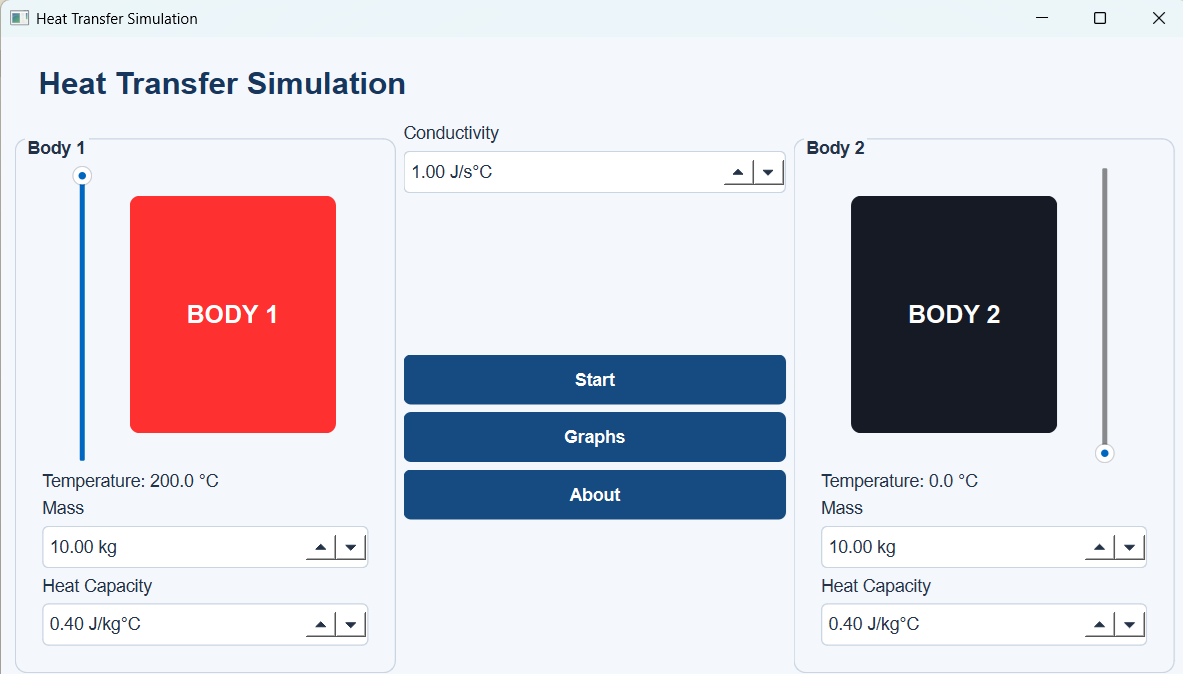 Heat Transfer Simulation
Heat Transfer Simulation
Body 1
BODY 1
Temperature: 200.0 °C
Mass
10.00 kg
Heat Capacity
0.40 J/kg°C
Conductivity
1.00 J/s°C
Start
Graphs
About
Body 2
BODY 2
Temperature: 0.0 °C
Mass
10.00 kg
Heat Capacity
0.40 J/kg°C